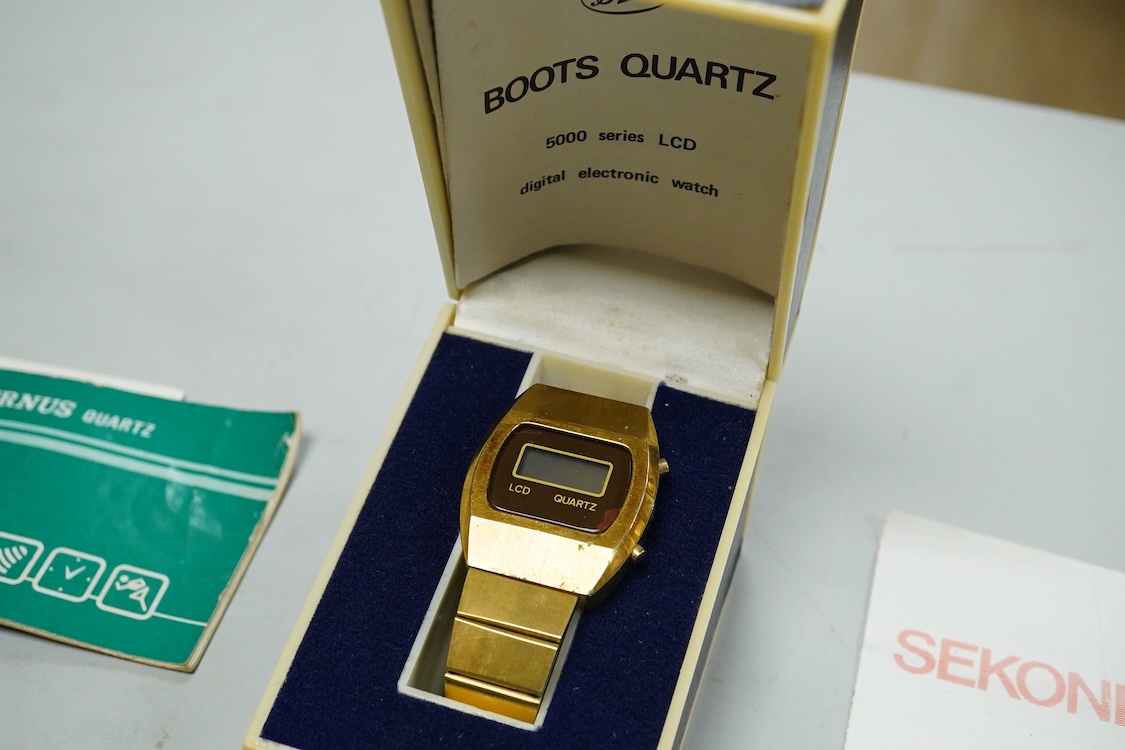 BOOTS QUARTZ
5000 series LCD
digital electronic watch
LCD QUARTZ
RNUS QUARTZ
SEKON